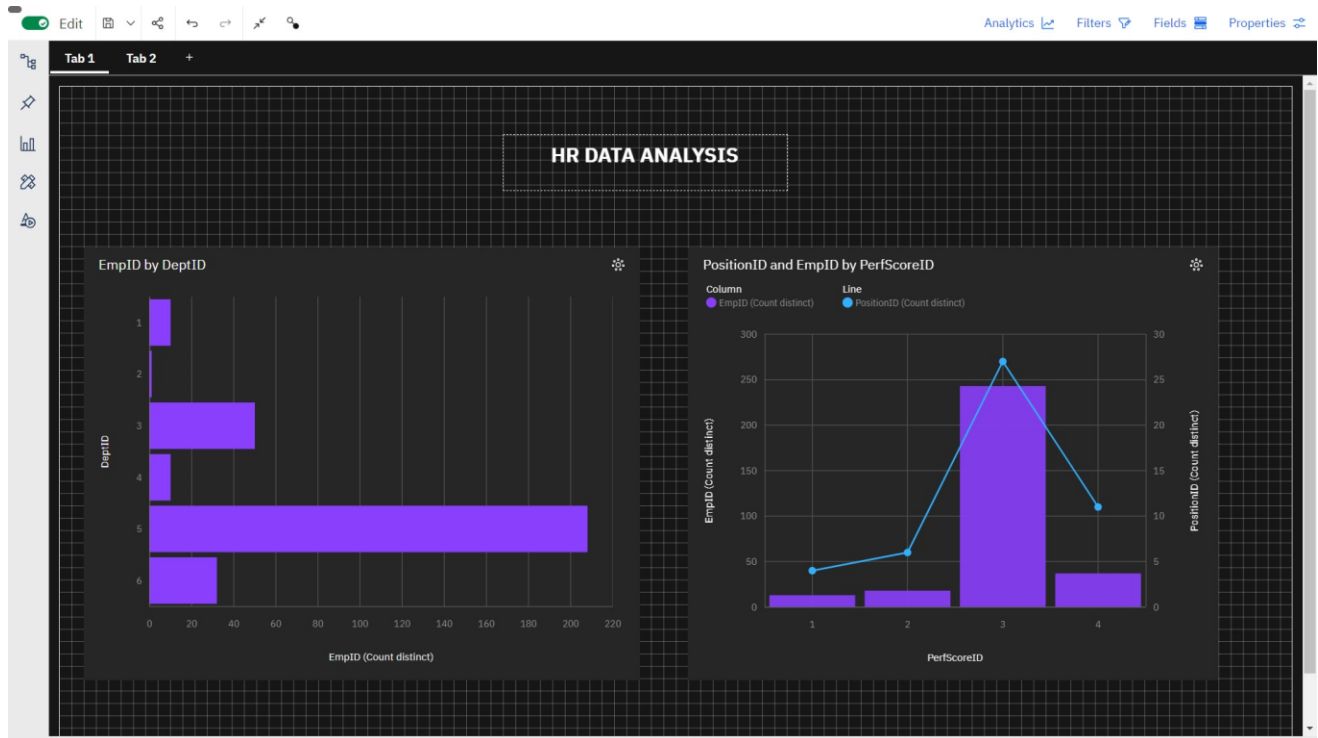 Edit
Analytics Filters Fields Properties
Tab 1 Tab 2 +
HR DATA ANALYSIS
EmpID by DeptID
DeptID
1
2
3
4
5
6
0 20 40 60 80 100 120 140 160 180 200 220
EmpID (Count distinct)
PositionID and EmpID by PerfScoreID
Column Line
EmpID (Count distinct) PositionID (Count distinct)
EmpID (Count distinct)
300
250
200
150
100
50
0
30
25
20
15
10
5
0
PositionID (Count distinct)
1 2 3 4
PerfScoreID